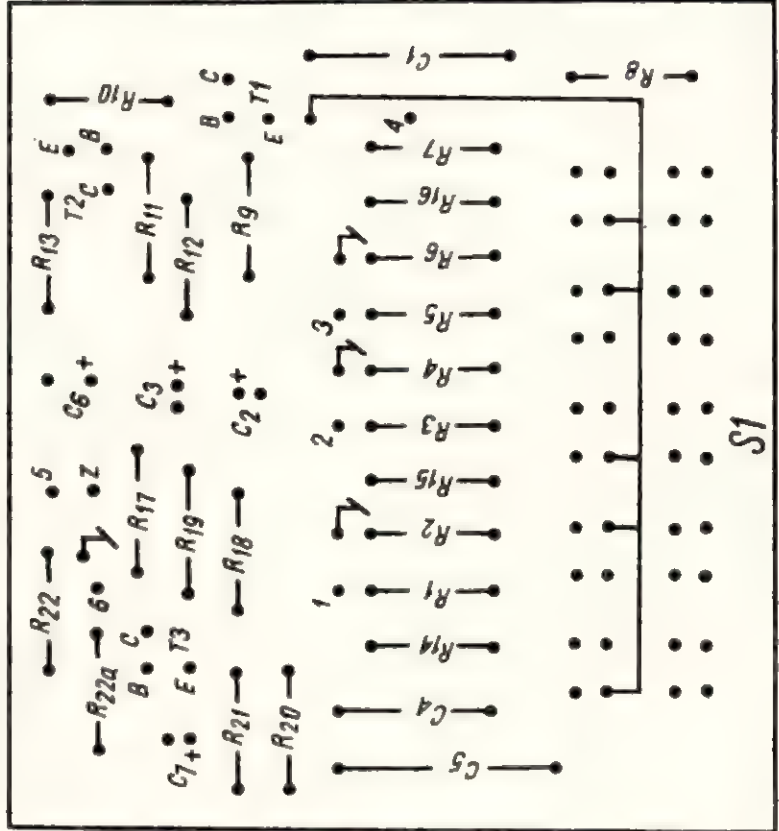 C1
R8
R10
C
B
T1
E
4
E
B
T2
C
R7
R13
R11
R12
R9
R16
R6
3
R5
R4
C6
+
C3
+
C2
+
2
R3
5
Z
R15
R17
R19
R18
R2
S1
R22
6
1
R1
C
T3
B
E
R14
R22a
C4
C7
+
R21
R20
C5